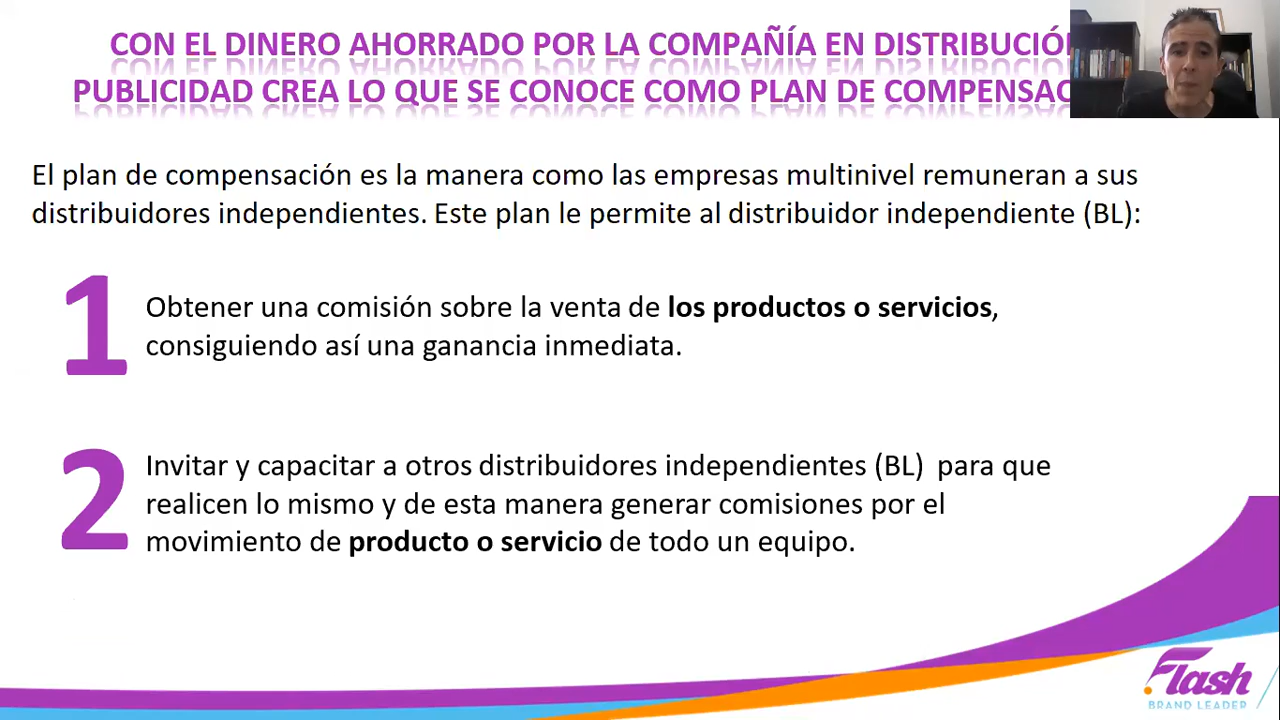 CON EL DINERO AHORRADO POR LA COMPAÑÍA EN
PUBLICIDAD CREA LO QUE SE CONOCE COMO PLAN DE
El plan de compensación es la manera como las empresas multinivel remuneran a sus
distribuidores independientes. Este plan le permite al distribuidor independiente (BL):
1
Obtener una comisión sobre la venta de los productos o servicios,
consiguiendo así una ganancia inmediata.
2
Invitar y capacitar a otros distribuidores independientes (BL) para que
realicen lo mismo y de esta manera generar comisiones por el
movimiento de producto o servicio de todo un equipo.
Flash
BRAND LEADER